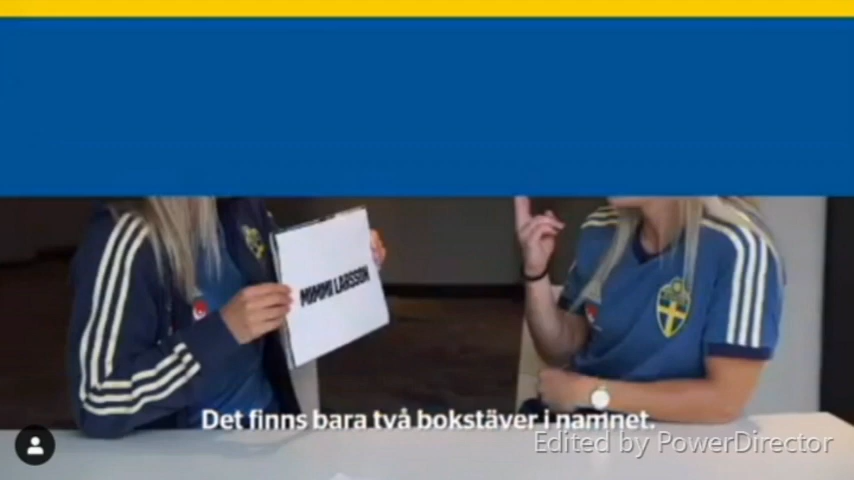 MIMMI LARSSON
Det finns bara två bokstäver i namnet.
Edited by PowerDirector